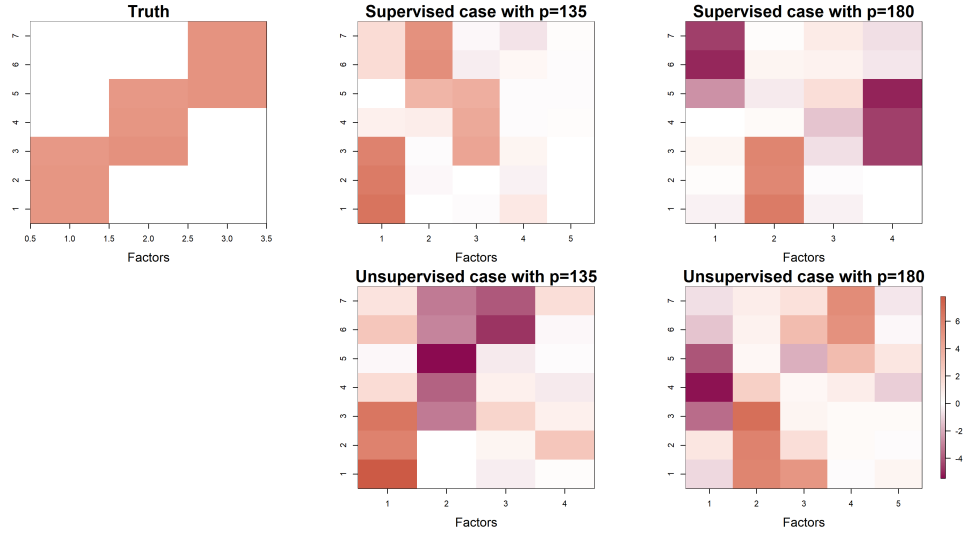 Truth
7
6
5
4
3
2
1
0.5 1.0 1.5 2.0 2.5 3.0 3.5
Factors
Supervised case with p=135
7
6
5
4
3
2
1
1 2 3 4 5
Factors
Supervised case with p=180
7
6
5
4
3
2
1
1 2 3 4
Factors
Unsupervised case with p=135
7
6
5
4
3
2
1
1 2 3 4
Factors
Unsupervised case with p=180
7
6
5
4
3
2
1
1 2 3 4 5
Factors
6
4
2
0
-2
-4